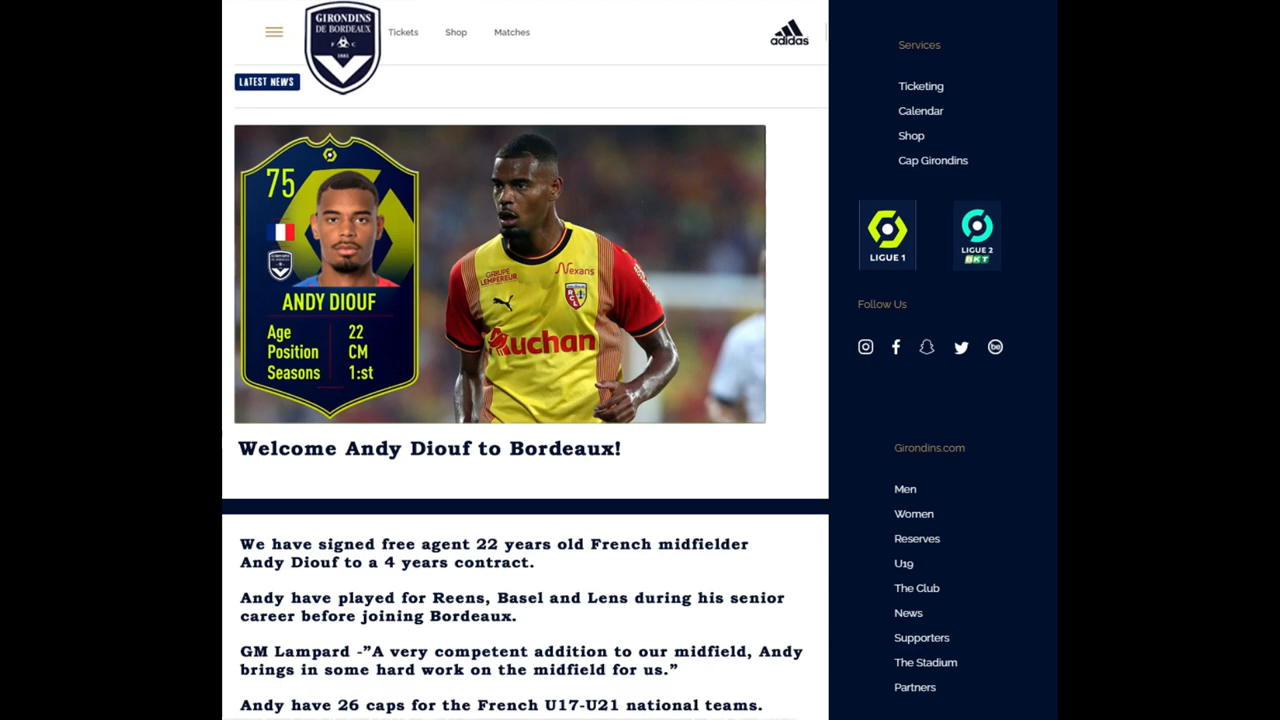 GIRONDINS
DE BORDEAUX
F C
1881
Tickets
Shop
Matches
adidas
LATEST NEWS
75
ANDY DIOUF
Age 22
Position CM
Seasons 1:st
GROUPE
LEMPEREUR
Nexans
RCL
Auchan
Welcome Andy Diouf to Bordeaux!
We have signed free agent 22 years old French midfielder
Andy Diouf to a 4 years contract.
Andy have played for Reens, Basel and Lens during his senior
career before joining Bordeaux.
GM Lampard -”A very competent addition to our midfield, Andy
brings in some hard work on the midfield for us.”
Andy have 26 caps for the French U17-U21 national teams.
Services
Ticketing
Calendar
Shop
Cap Girondins
LIGUE 1
LIGUE 2
BKT
Follow Us
Bē
Girondins.com
Men
Women
Reserves
U19
The Club
News
Supporters
The Stadium
Partners